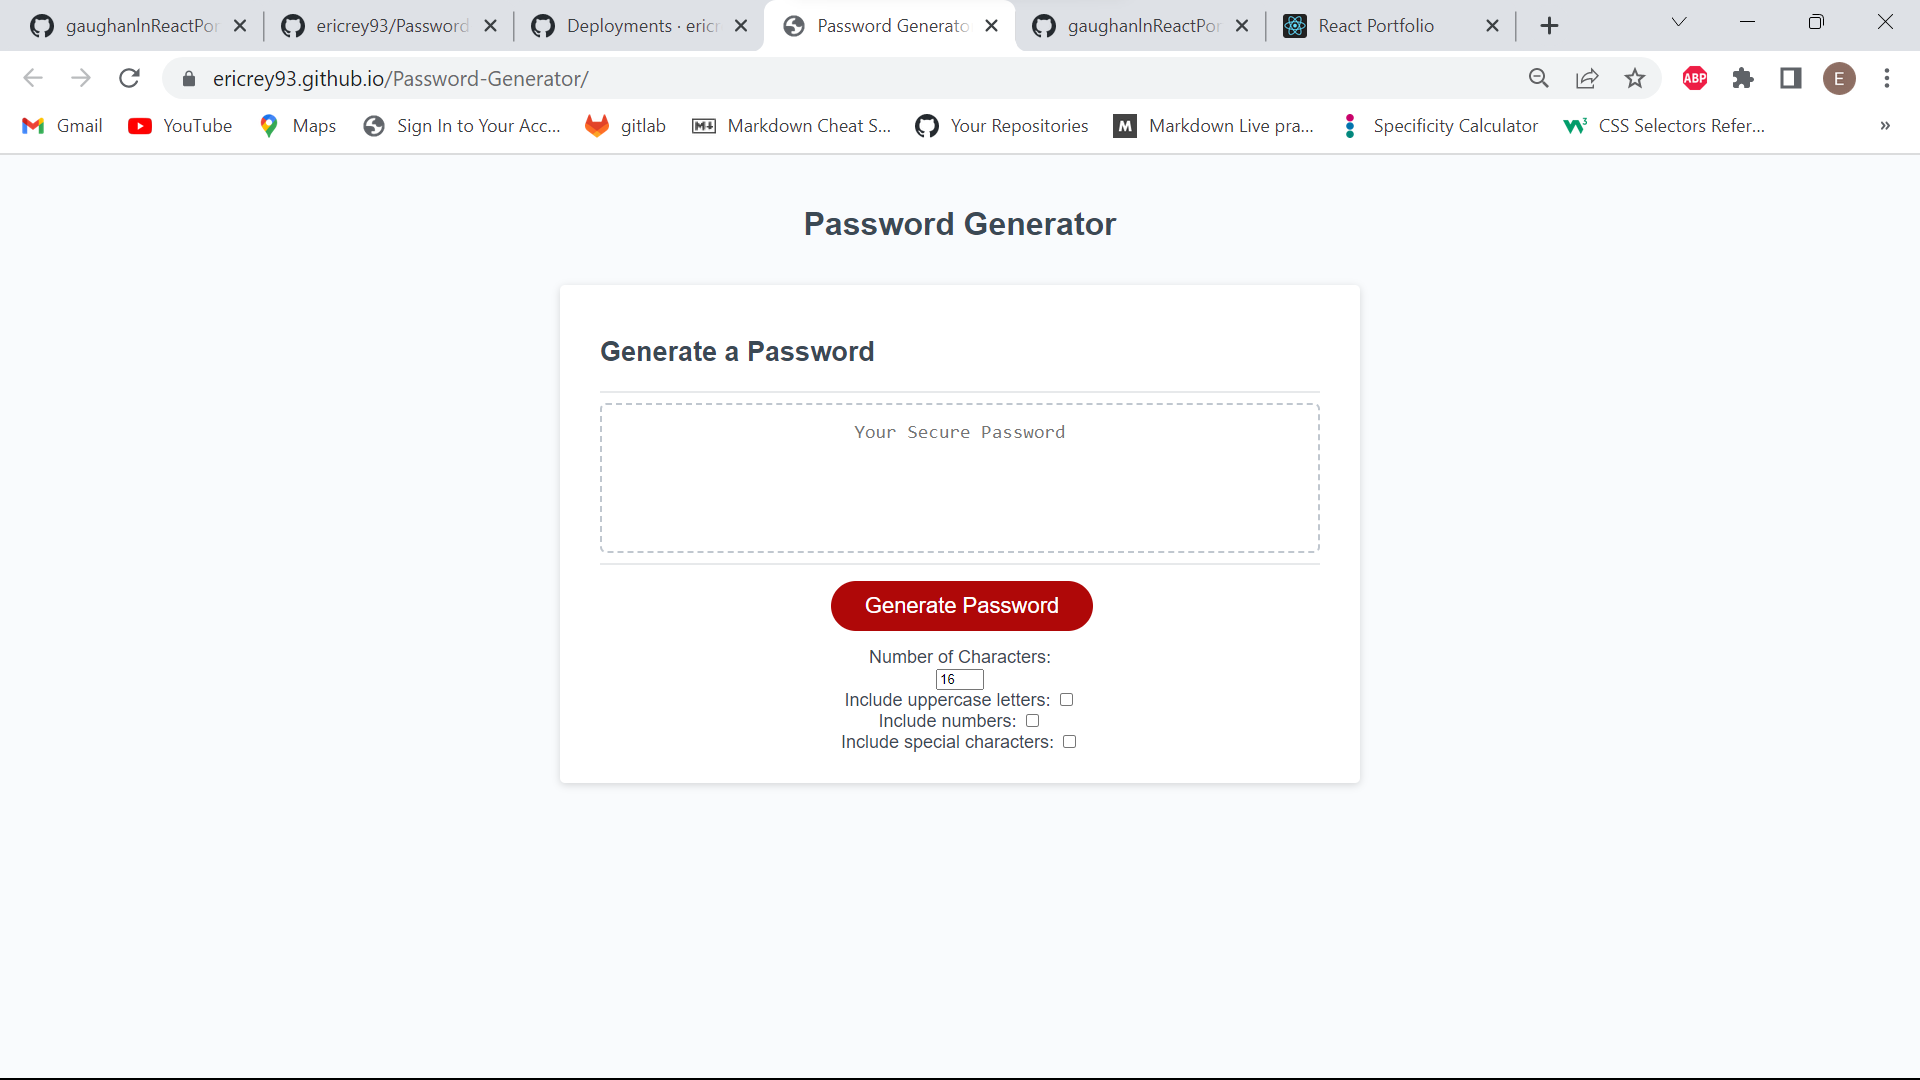 gaughanlnReactPor
ericrey93/Password
Deployments · ericr
Password Generato
gaughanlnReactPor
React Portfolio
ericrey93.github.io/Password-Generator/
ABP
E
Gmail
YouTube
Maps
Sign In to Your Acc...
gitlab
Markdown Cheat S...
Your Repositories
M
Markdown Live pra...
Specificity Calculator
CSS Selectors Refer...
»
Password Generator
Generate a Password
Your Secure Password
Generate Password
Number of Characters:
16
Include uppercase letters:
Include numbers:
Include special characters: